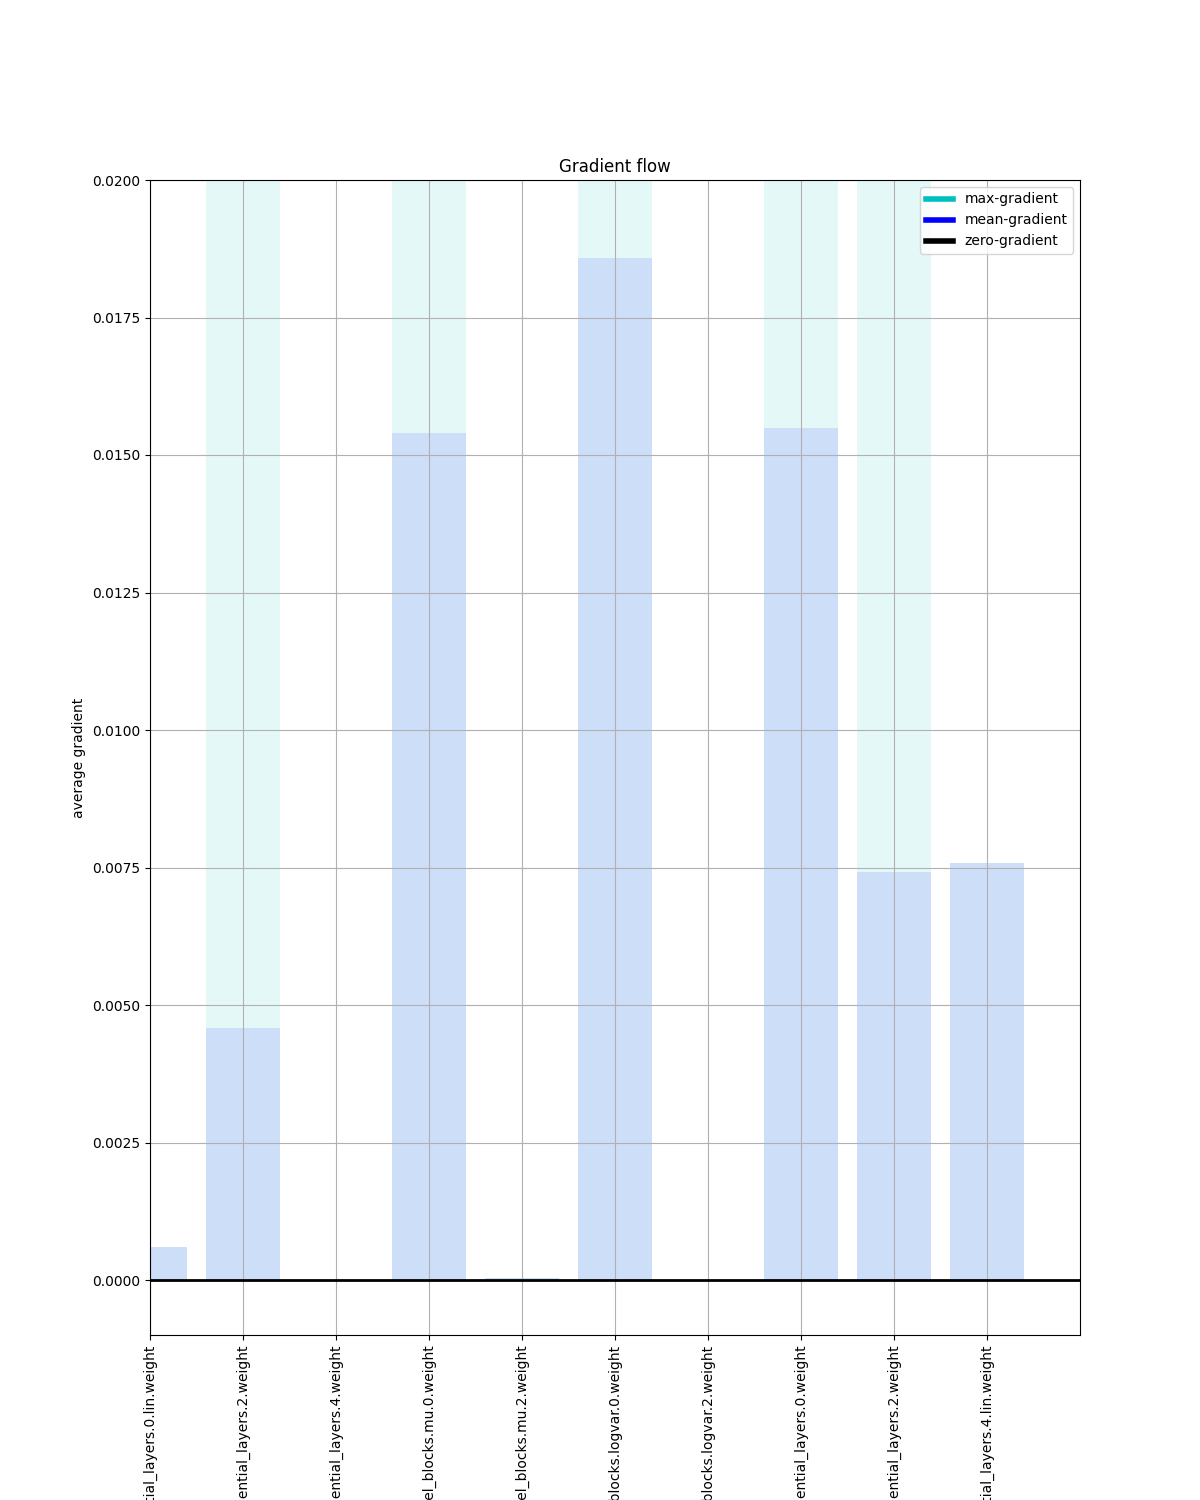 Gradient flow
0.0200
0.0175
0.0150
0.0125
0.0100
0.0075
0.0050
0.0025
0.0000
average gradient
max-gradient
mean-gradient
zero-gradient
tial_layers.0.lin.weight
ential_layers.2.weight
ential_layers.4.weight
el_blocks.mu.0.weight
el_blocks.mu.2.weight
blocks.logvar.0.weight
blocks.logvar.2.weight
ential_layers.0.weight
ential_layers.2.weight
tial_layers.4.lin.weight